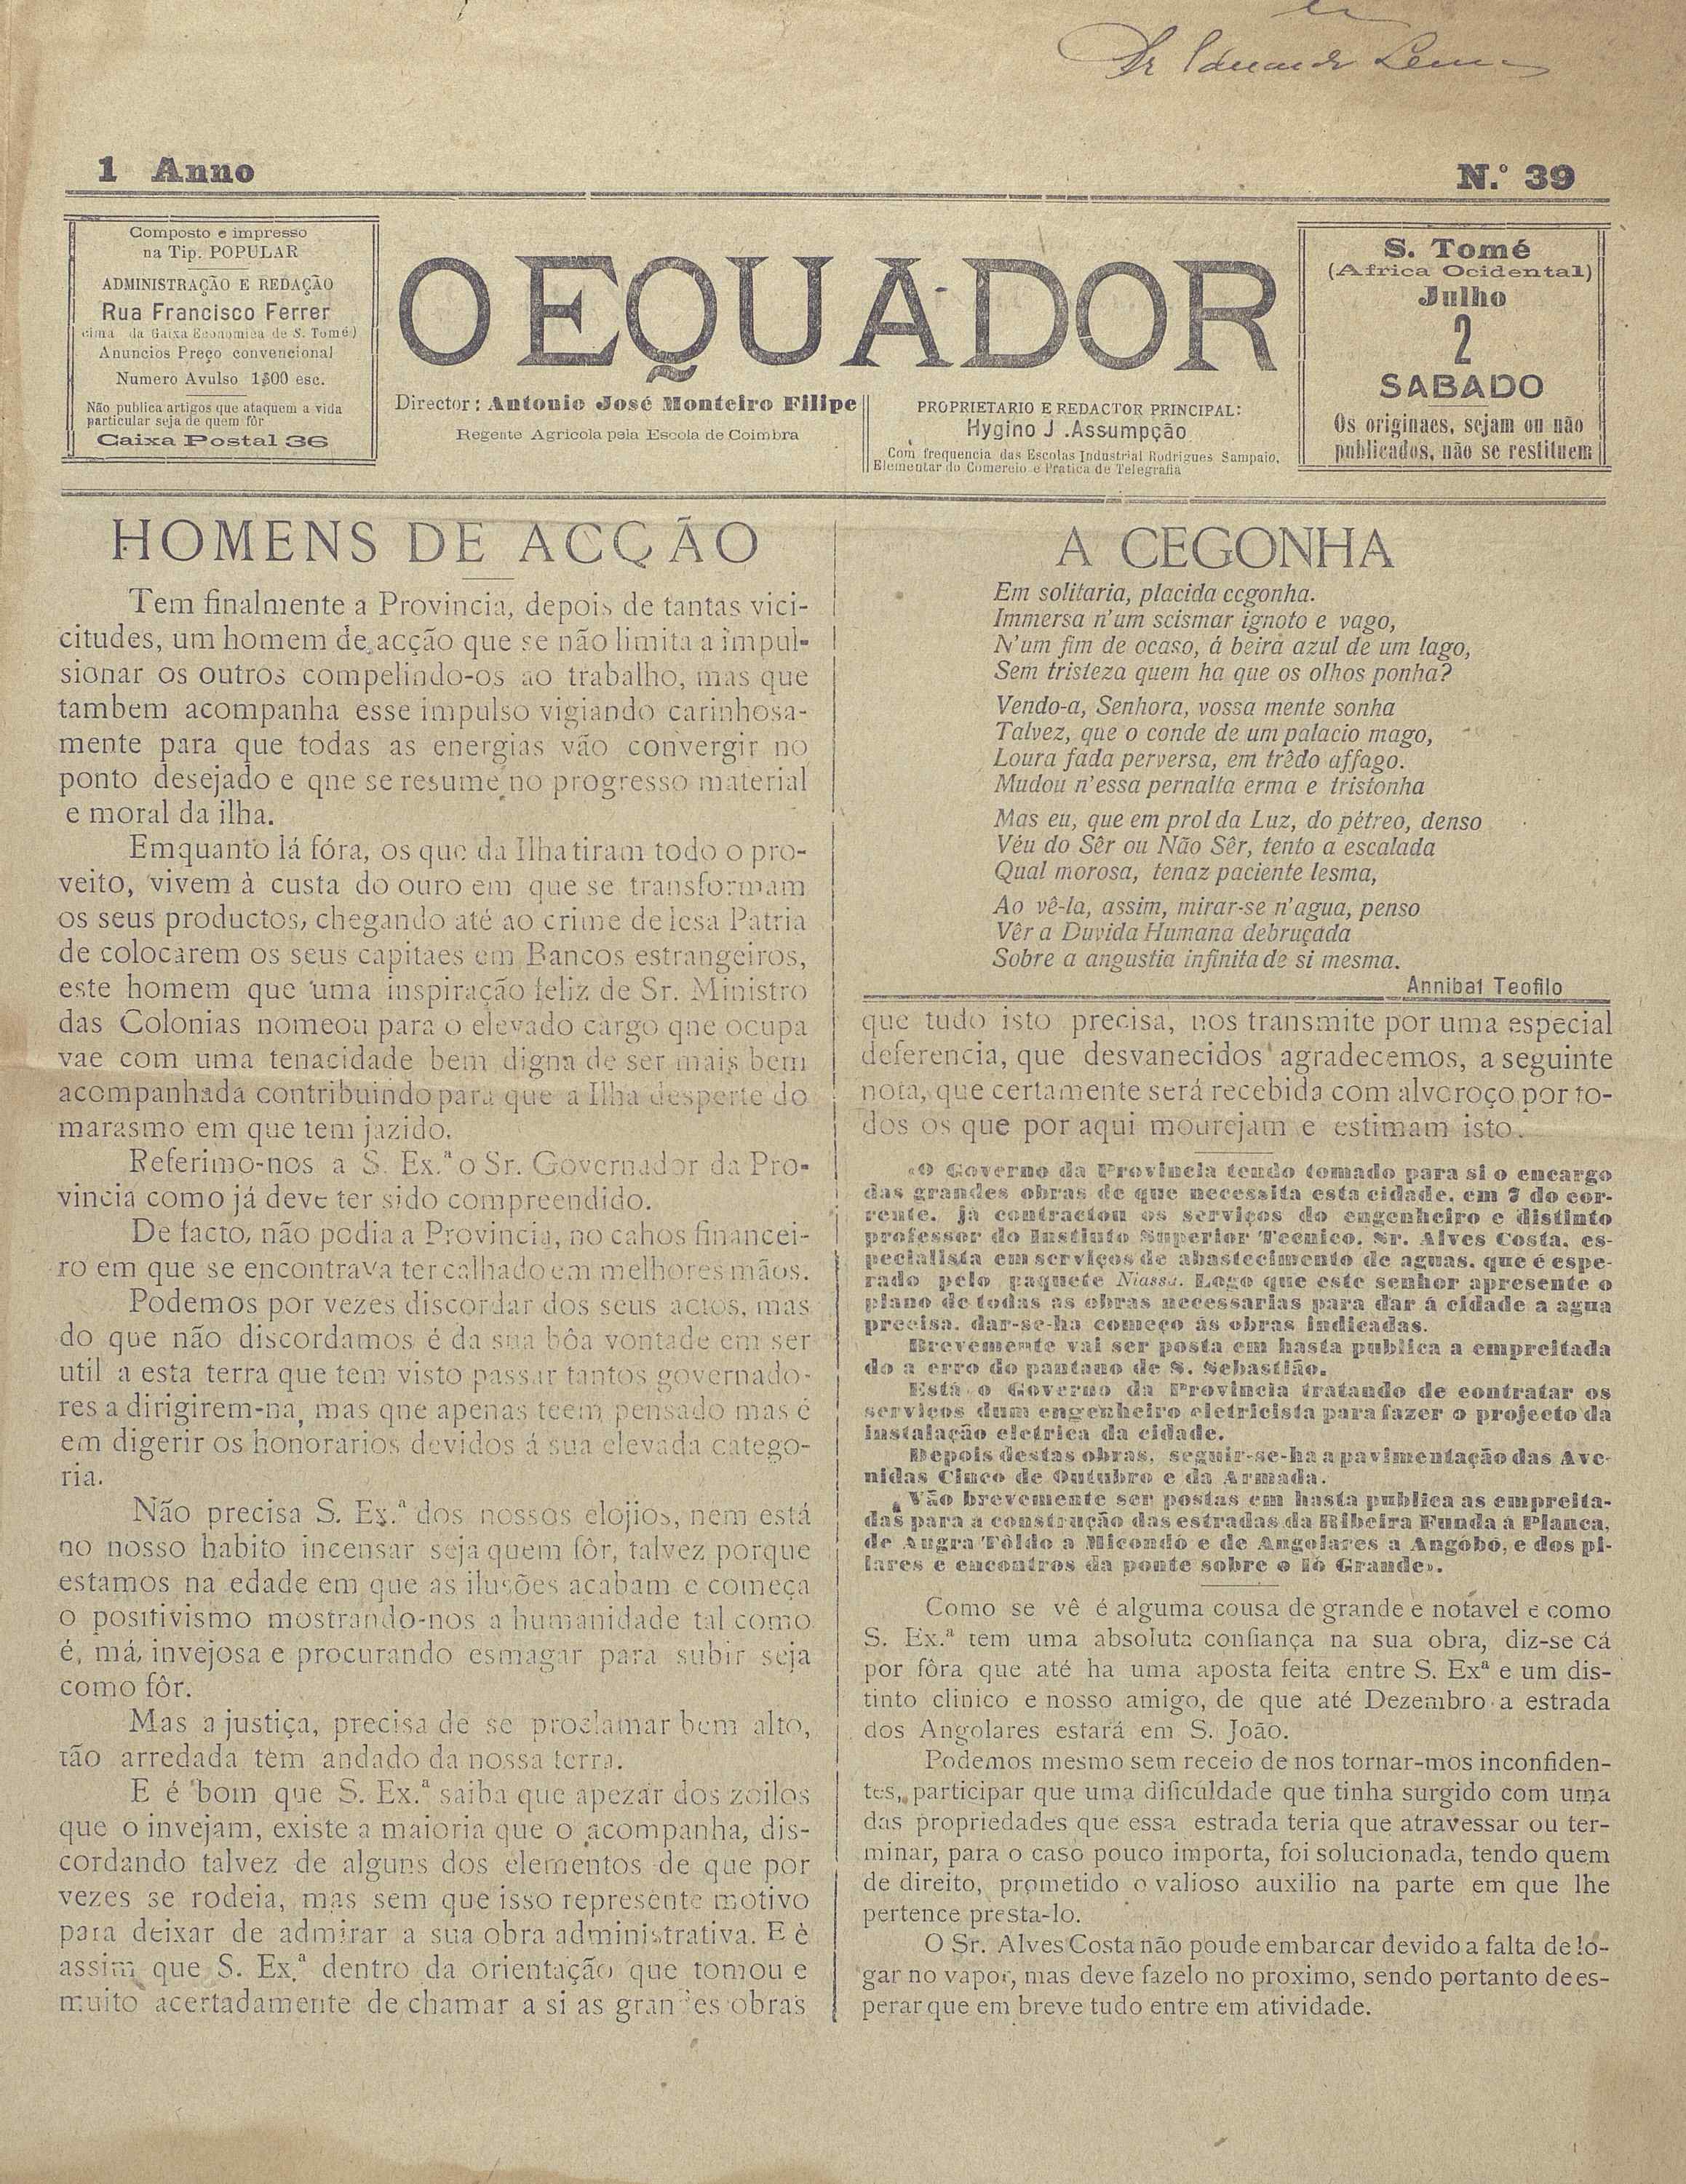 Dr Eduardo Lemos
1 Anno
N.º 39
Composto e impresso
na Tip. POPULAR
ADMINISTRAÇÃO E REDAÇÃO
Rua Francisco Ferrer
cima da Caixa Economica de S. Tomé)
Anuncios Preço convencional
Numero Avulso 1$00 esc.
Não publica artigos que ataquem a vida
particular seja de quem fôr
Caixa Postal 36
O EQUADOR
Director: Antonio José Monteiro Filipe
Regente Agricola pela Escola de Coimbra
PROPRIETARIO E REDACTOR PRINCIPAL:
Hygino J .Assumpção
Com frequencia das Escolas Industrial Rodrigues Sampaio,
Elementar do Comercio e Pratica de Telegrafia
S. Tomé
(Africa Ocidental)
Julho
2
SABADO
Os originaes, sejam ou não
publicados, não se restituem
HOMENS DE ACÇÃO
Tem finalmente a Provincia, depois de tantas vici-
citudes, um homem de acção que se não limita a impul-
sionar os outros compelindo-os ao trabalho, mas que
tambem acompanha esse impulso vigiando carinhosa-
mente para que todas as energias vão convergir no
ponto desejado e qne se resume no progresso material
e moral da ilha.
Emquanto lá fóra, os que da Ilha tiram todo o pro-
veito, vivem à custa do ouro em que se transformam
os seus productos, chegando até ao crime de lesa Patria
de colocarem os seus capitaes em Bancos estrangeiros,
este homem que uma inspiração feliz de Sr. Ministro
das Colonias nomeou para o elevado cargo qne ocupa
vae com uma tenacidade bem digna de ser mais bem
acompanhada contribuindo para que a Ilha desperte do
marasmo em que tem jazido.
Referimo-nos a S. Ex.ª o Sr. Governador da Pro-
vincia como já deve ter sido compreendido.
De facto, não podia a Provincia, no cahos financei-
ro em que se encontrava ter calhado em melhores mãos.
Podemos por vezes discordar dos seus actos, mas
do que não discordamos é da sua bôa vontade em ser
util a esta terra que tem visto passar tantos governado-
res a dirigirem-na, mas qne apenas teem pensado mas é
em digerir os honorarios devidos á sua elevada catego-
ria.
Não precisa S. Ex.ª dos nossos elojios, nem está
no nosso habito incensar seja quem fôr, talvez porque
estamos na edade em que as ilusões acabam e começa
o positivismo mostrando-nos a humanidade tal como
é, má, invejosa e procurando esmagar para subir seja
como fôr.
Mas a justiça, precisa de se proclamar bem alto,
tão arredada tem andado da nossa terra.
E é bom que S. Ex.ª saiba que apezar dos zoilos
que o invejam, existe a maioria que o acompanha, dis-
cordando talvez de alguns dos elementos de que por
vezes se rodeia, mas sem que isso represente motivo
para deixar de admirar a sua obra administrativa. E è
assim que S. Ex.ª dentro da orientação que tomou e
muito acertadamente de chamar a si as grandes obras
A CEGONHA
Em solitaria, placida cegonha.
Immersa n'um scismar ignoto e vago,
N'um fim de ocaso, á beira azul de um lago,
Sem tristeza quem ha que os olhos ponha?
Vendo-a, Senhora, vossa mente sonha
Talvez, que o conde de um palacio mago,
Loura fada perversa, em trêdo affago.
Mudou n'essa pernalta erma e tristonha
Mas eu, que em prol da Luz, do pétreo, denso
Véu do Sêr ou Não Sêr, tento a escalada
Qual morosa, tenaz paciente lesma,
Ao vê-la, assim, mirar-se n'agua, penso
Vêr a Duvida Humana debruçada
Sobre a angustia infinita de si mesma.
Annibal Teofilo
que tudo isto precisa, nos transmite por uma especial
deferencia, que desvanecidos agradecemos, a seguinte
nota, que certamente será recebida com alvoroço por to-
dos os que por aqui mourejam e estimam isto.
«O Governo da Provincia tendo tomado para si o encargo
das grandes obras de que necessita esta cidade, em 7 do cor-
rente, já contractou os serviços do engenheiro e distinto
professor do Instituto Superior Tecnico, Sr. Alves Costa, es-
pecialista em serviços de abastecimento de aguas, que é espe-
rado pelo paquete Niassa. Logo que este senhor apresente o
plano de todas as obras necessarias para dar á cidade a agua
precisa, dar-se-ha começo ás obras indicadas.
Brevemente vai ser posta em hasta publica a empreitada
do a erro do pantano de S. Sebastião.
Está o Governo da Provincia tratando de contratar os
serviços dum engenheiro eletricista para fazer o projecto da
instalação eletrica da cidade.
Depois destas obras, seguir-se-ha a pavimentação das Ave-
nidas Cinco de Outubro e da Armada.
Vão brevemente ser postas em hasta publica as empreita-
das para a construção das estradas da Ribeira Funda à Planca,
de Angra Tôldo a Micondó e de Angolares a Angóbo, e dos pi-
lares e encontros da ponte sobre o Ió Grande».
Como se vê é alguma cousa de grande e notavel e como
S. Ex.ª tem uma absoluta confiança na sua obra, diz-se cá
por fôra que até ha uma aposta feita entre S. Exª e um dis-
tinto clinico e nosso amigo, de que até Dezembro a estrada
dos Angolares estará em S. João.
Podemos mesmo sem receio de nos tornar-mos inconfiden-
tes, participar que uma dificuldade que tinha surgido com uma
das propriedades que essa estrada teria que atravessar ou ter-
minar, para o caso pouco importa, foi solucionada, tendo quem
de direito, prometido o valioso auxilio na parte em que lhe
pertence presta-lo.
O Sr. Alves Costa não poude embarcar devido a falta de lo-
gar no vapor, mas deve fazelo no proximo, sendo portanto de es-
perar que em breve tudo entre em atividade.